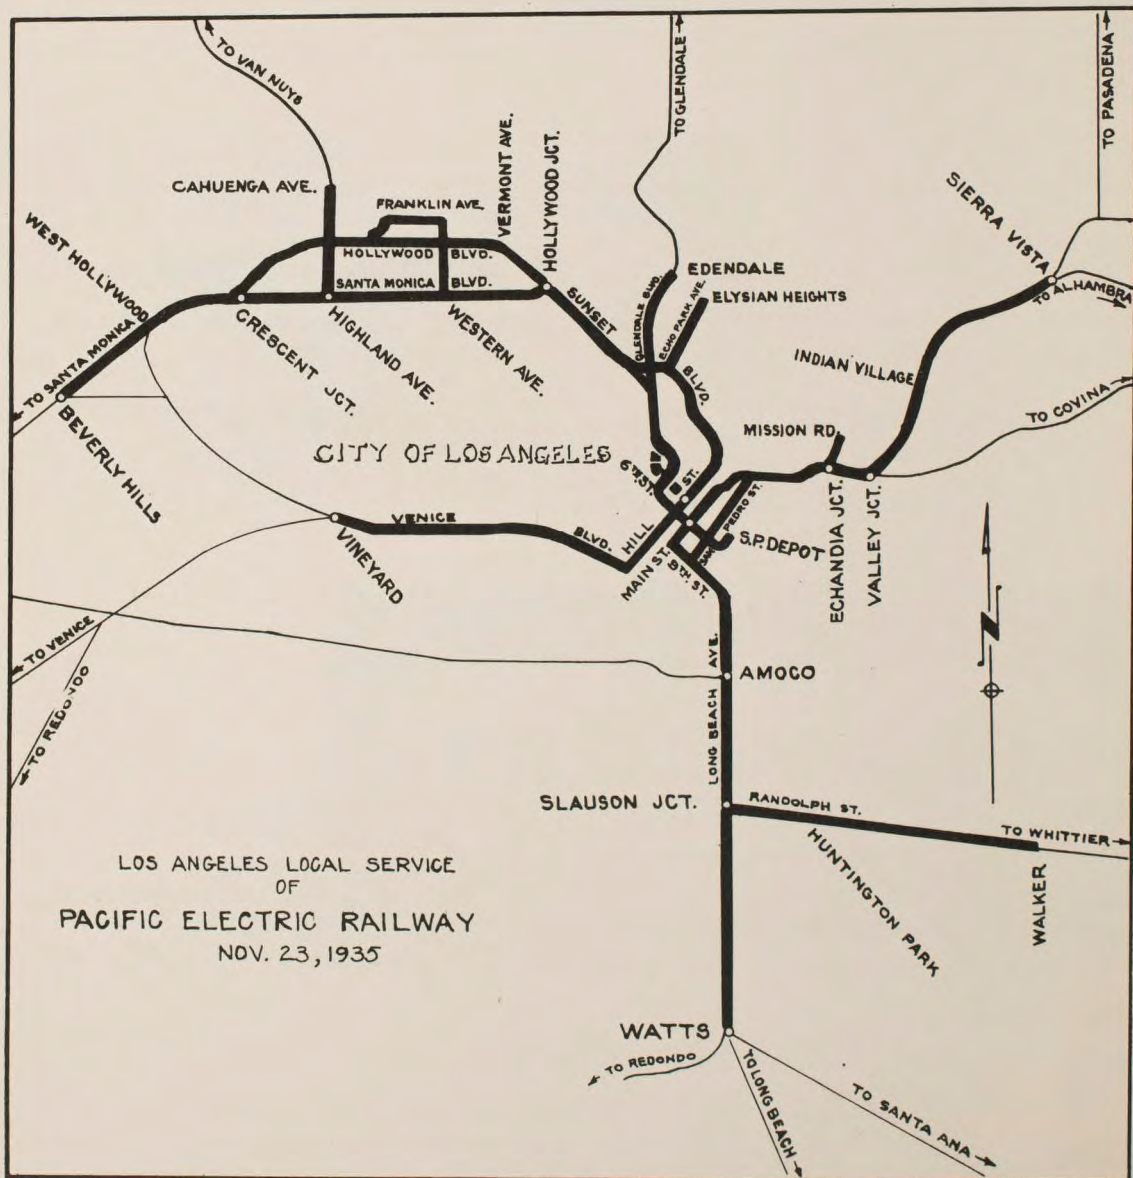 TO VAN NUYS
TO GLENDALE
TO PASADENA
CAHUENGA AVE.
FRANKLIN AVE.
VERMONT AVE.
HOLLYWOOD JCT.
SIERRA VISTA
WEST HOLLYWOOD
HOLLYWOOD BLVD.
SANTA MONICA BLVD.
SUNSET BLVD.
GLENDALE BLVD.
EDENDALE
ECHO PARK AVE.
ELYSIAN HEIGHTS
TO ALHAMBRA
TO SANTA MONICA
CRESCENT JCT.
HIGHLAND AVE.
WESTERN AVE.
INDIAN VILLAGE
TO COVINA
BEVERLY HILLS
CITY OF LOS ANGELES
MISSION RD.
6TH ST.
HILL ST.
VENICE BLVD.
VINEYARD
MAIN ST.
SAN PEDRO ST.
9TH ST.
S.P. DEPOT
ECHANDIA JCT.
VALLEY JCT.
N
TO VENICE
TO REDONDO
LONG BEACH AVE.
AMOCO
SLAUSON JCT.
RANDOLPH ST.
TO WHITTIER
HUNTINGTON PARK
WALKER
LOS ANGELES LOCAL SERVICE
OF
PACIFIC ELECTRIC RAILWAY
NOV. 23, 1935
WATTS
TO REDONDO
TO LONG BEACH
TO SANTA ANA